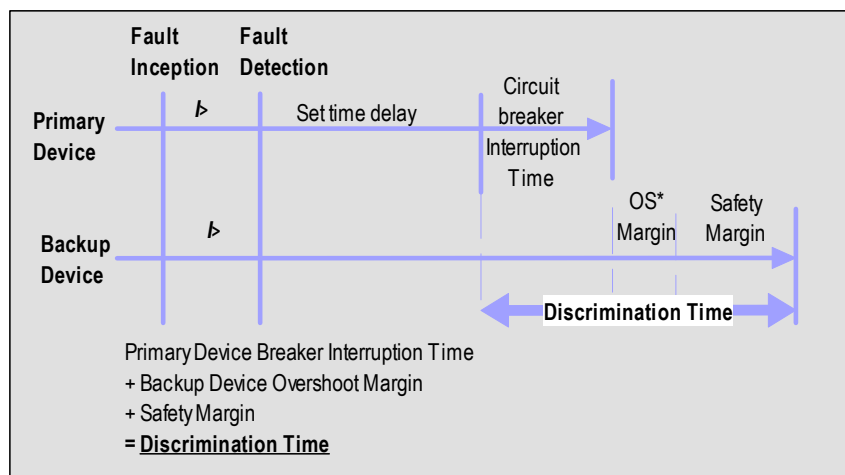 Fault
Inception
Fault
Detection
Primary
Device
I>
Set time delay
Circuit
breaker
Interruption
Time
Backup
Device
I>
OS*
Margin
Safety
Margin
Discrimination Time
Primary Device Breaker Interruption Time
+ Backup Device Overshoot Margin
+ Safety Margin
= Discrimination Time